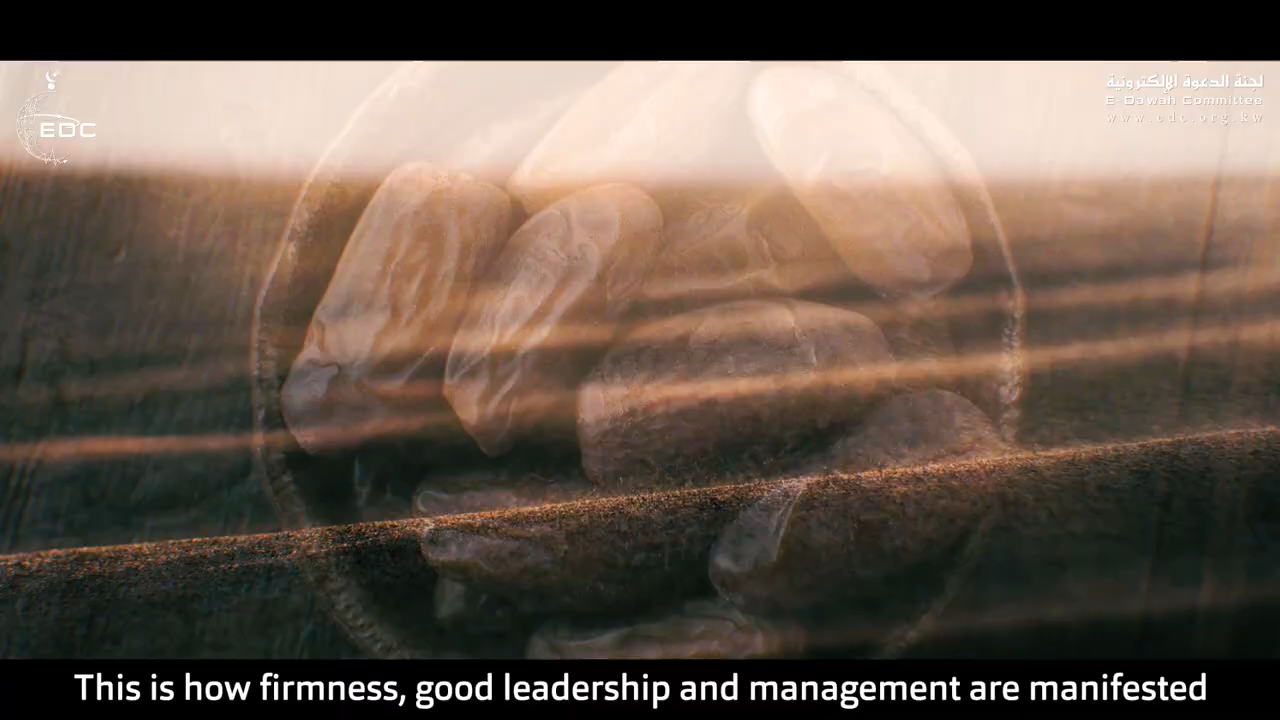 EDC
لجنة الدعوة الإلكترونية
E-Dawah Committee
www.edc.org.kw
This is how firmness, good leadership and management are manifested